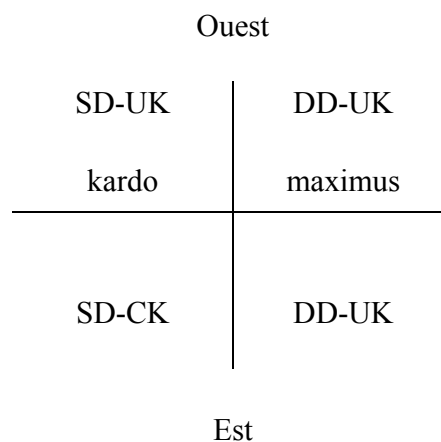 Ouest
SD-UK DD-UK
kardo maximus
SD-CK DD-UK
Est